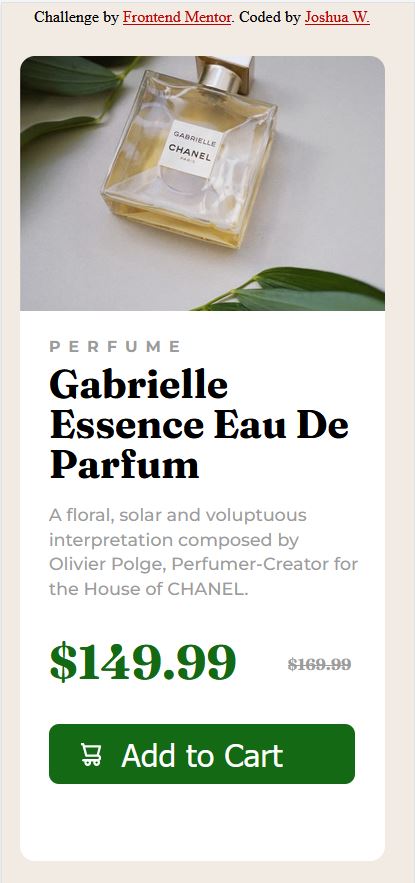 Challenge by Frontend Mentor. Coded by Joshua W.
GABRIELLE
CHANEL
PARIS
PERFUME
Gabrielle
Essence Eau De
Parfum
A floral, solar and voluptuous
interpretation composed by
Olivier Polge, Perfumer-Creator for
the House of CHANEL.
$149.99 $169.99
Add to Cart